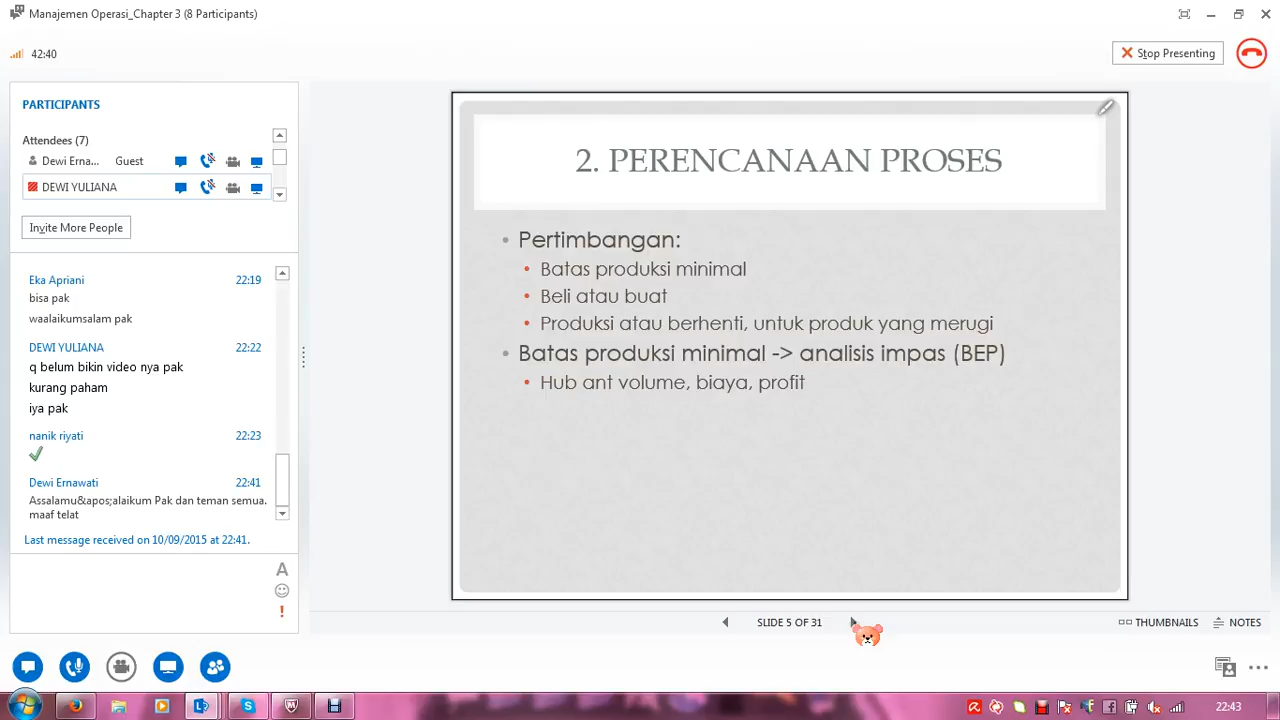 Manajemen Operasi_Chapter 3 (8 Participants)
42:40
Stop Presenting
PARTICIPANTS
Attendees (7)
Dewi Erna... Guest
DEWI YULIANA
Invite More People
Eka Apriani 22:19
bisa pak
waalaikumsalam pak
DEWI YULIANA 22:22
q belum bikin video nya pak
kurang paham
iya pak
nanik riyati 22:23
Dewi Ernawati 22:41
Assalamu&apos;alaikum Pak dan teman semua.
maaf telat
Last message received on 10/09/2015 at 22:41.
A
!
2. PERENCANAAN PROSES
• Pertimbangan:
• Batas produksi minimal
• Beli atau buat
• Produksi atau berhenti, untuk produk yang merugi
• Batas produksi minimal -> analisis impas (BEP)
• Hub ant volume, biaya, profit
SLIDE 5 OF 31
THUMBNAILS
NOTES
22:43